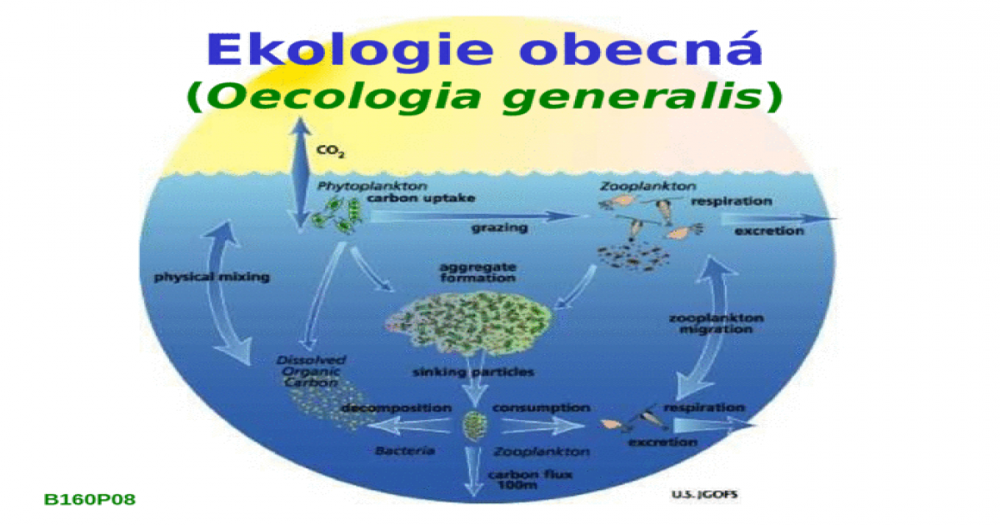 Ekologie obecná
(Oecologia generalis)
CO2
Phytoplankton
carbon uptake
grazing
Zooplankton
respiration
excretion
physical mixing
aggregate
formation
zooplankton
migration
Dissolved
Organic
Carbon
sinking particles
decomposition
consumption
respiration
excretion
Bacteria
Zooplankton
carbon flux
100m
U.S. JGOFS
B160P08